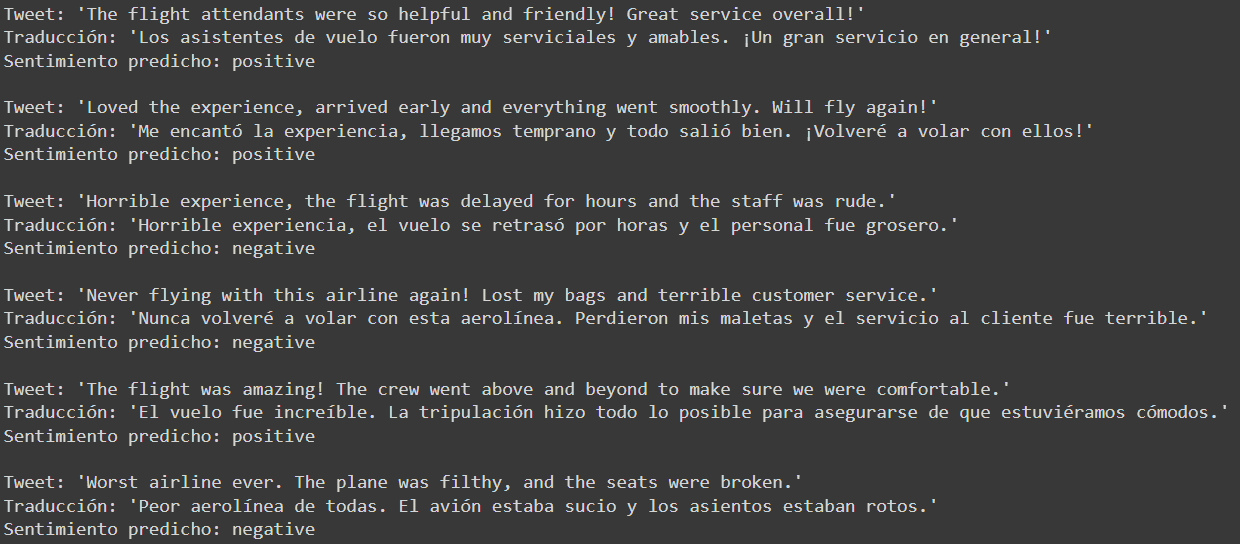 Tweet: 'The flight attendants were so helpful and friendly! Great service overall!'
Traducción: 'Los asistentes de vuelo fueron muy serviciales y amables. ¡Un gran servicio en general!'
Sentimiento predicho: positive
Tweet: 'Loved the experience, arrived early and everything went smoothly. Will fly again!'
Traducción: 'Me encantó la experiencia, llegamos temprano y todo salió bien. ¡Volveré a volar con ellos!'
Sentimiento predicho: positive
Tweet: 'Horrible experience, the flight was delayed for hours and the staff was rude.'
Traducción: 'Horrible experiencia, el vuelo se retrasó por horas y el personal fue grosero.'
Sentimiento predicho: negative
Tweet: 'Never flying with this airline again! Lost my bags and terrible customer service.'
Traducción: 'Nunca volveré a volar con esta aerolínea. Perdieron mis maletas y el servicio al cliente fue terrible.'
Sentimiento predicho: negative
Tweet: 'The flight was amazing! The crew went above and beyond to make sure we were comfortable.'
Traducción: 'El vuelo fue increíble. La tripulación hizo todo lo posible para asegurarse de que estuviéramos cómodos.'
Sentimiento predicho: positive
Tweet: 'Worst airline ever. The plane was filthy, and the seats were broken.'
Traducción: 'Peor aerolínea de todas. El avión estaba sucio y los asientos estaban rotos.'
Sentimiento predicho: negative